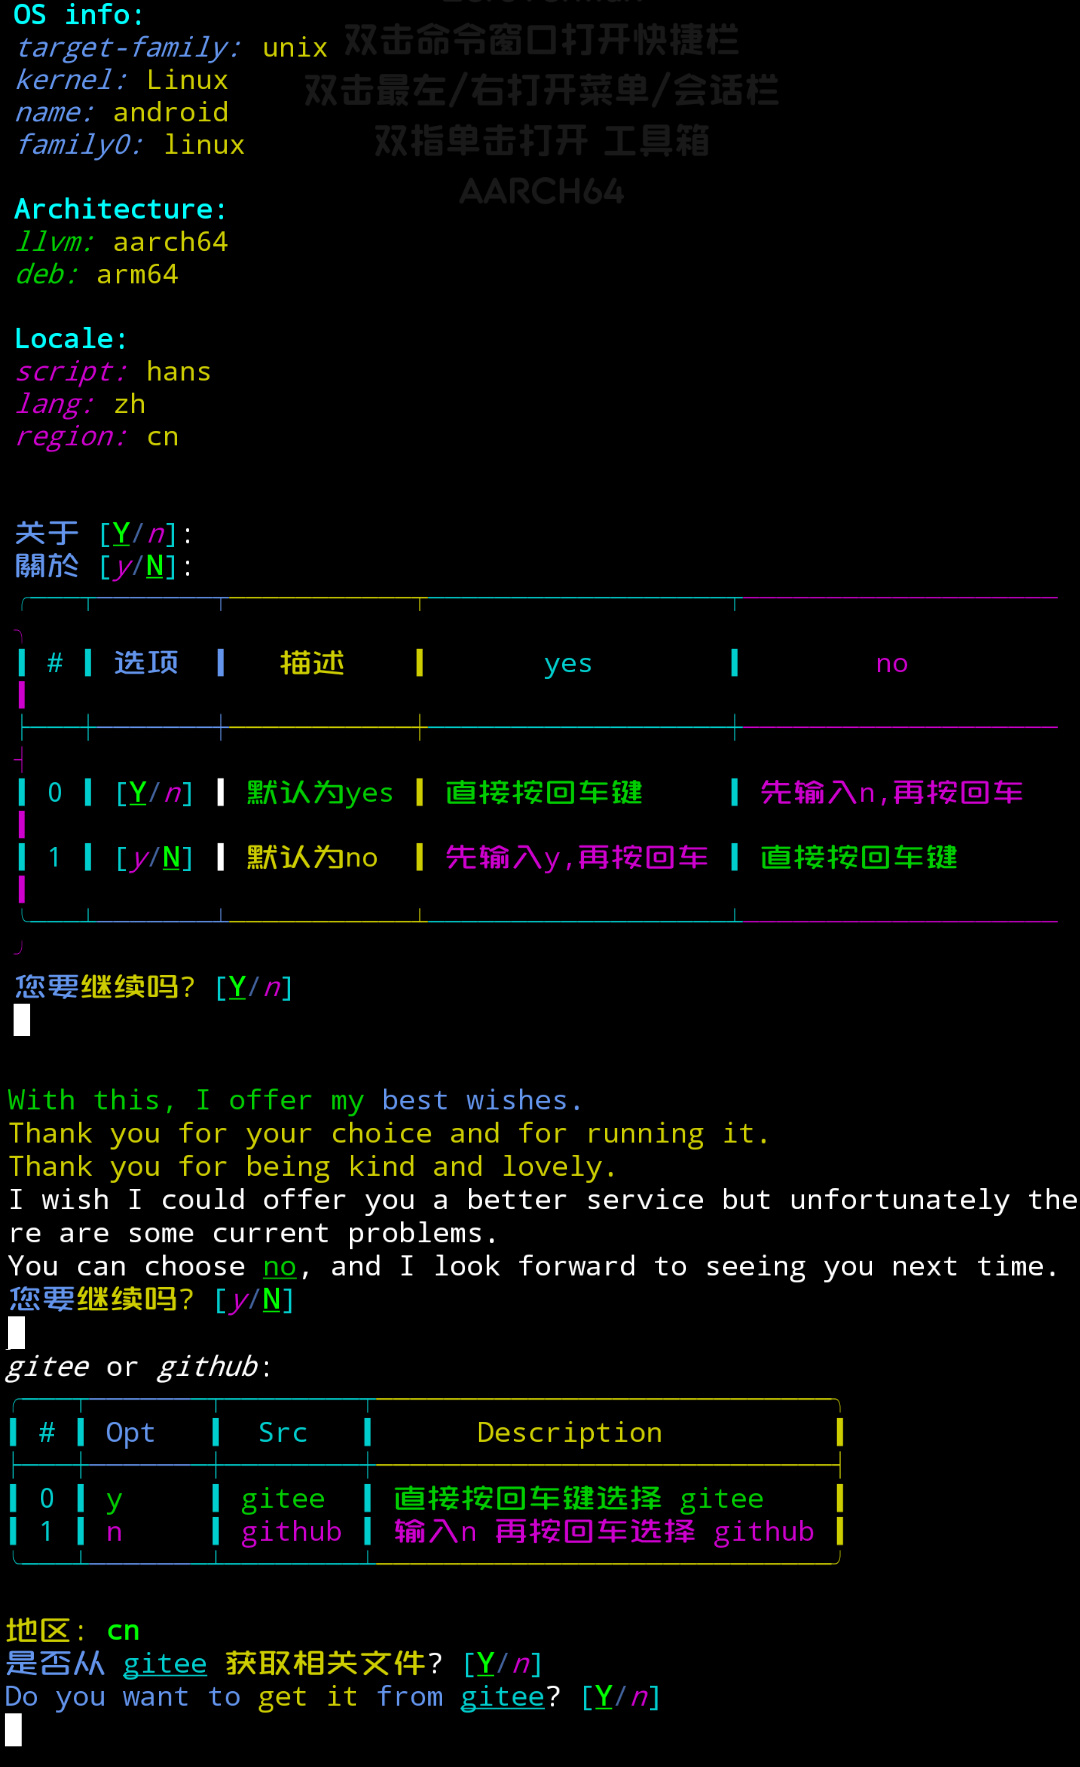 OS info:
target-family: unix
双击命令窗口打开快捷栏
kernel: Linux
双击最左/右打开菜单/会话栏
name: android
family0: linux
双指单击打开 工具箱
AARCH64
Architecture:
llvm: aarch64
deb: arm64
Locale:
script: hans
lang: zh
region: cn
关于 [Y/n]:
關於 [y/N]:
# 选项 描述 yes no
0 [Y/n] 默认为yes 直接按回车键 先输入n,再按回车
1 [y/N] 默认为no 先输入y,再按回车 直接按回车键
您要继续吗? [Y/n]
With this, I offer my best wishes.
Thank you for your choice and for running it.
Thank you for being kind and lovely.
I wish I could offer you a better service but unfortunately the
re are some current problems.
You can choose no, and I look forward to seeing you next time.
您要继续吗? [y/N]
gitee or github:
# Opt Src Description
0 y gitee 直接按回车键选择 gitee
1 n github 输入n 再按回车选择 github
地区: cn
是否从 gitee 获取相关文件? [Y/n]
Do you want to get it from gitee? [Y/n]